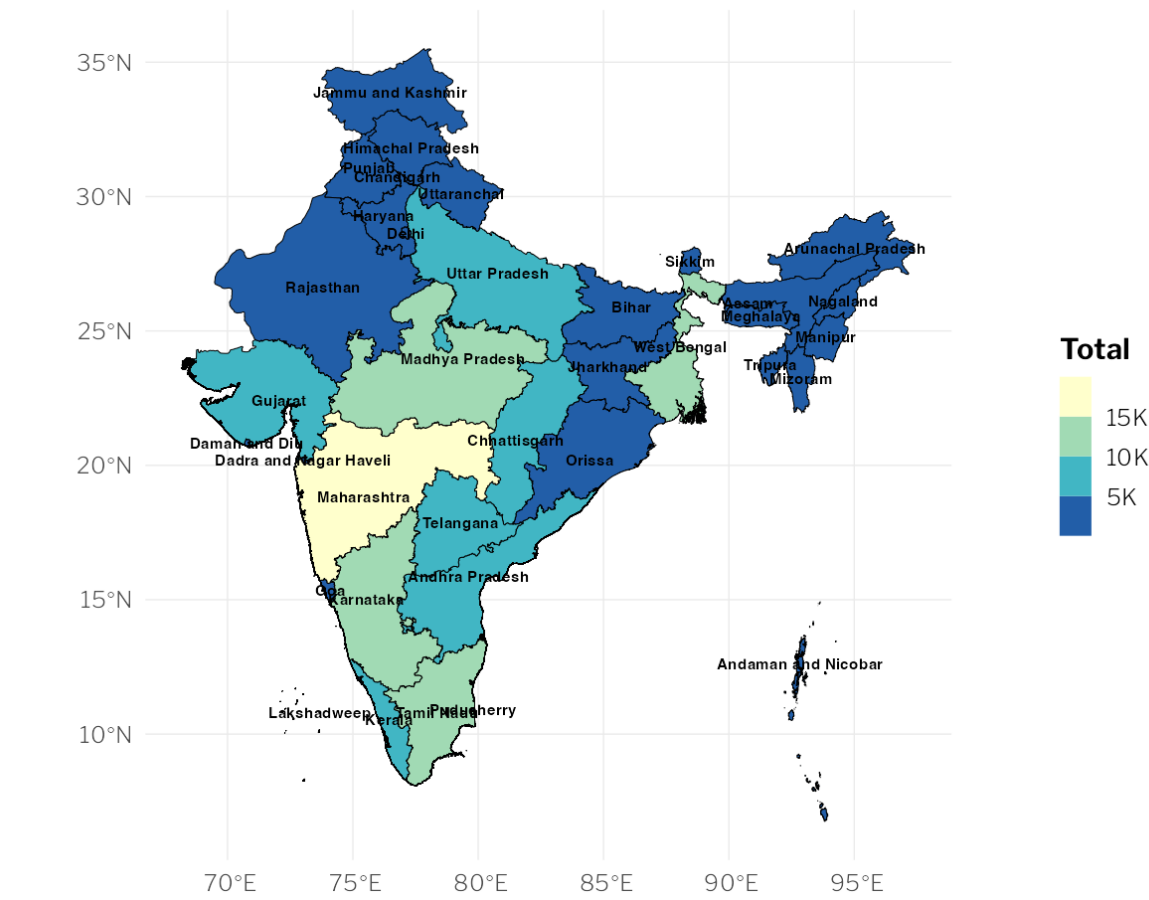 35°N
Jammu and Kashmir
Himachal Pradesh
Punjab
Chandigarh
30°N
Uttaranchal
Haryana
Delhi
Arunachal Pradesh
Sikkim
Uttar Pradesh
Rajasthan
Bihar
Assam
Nagaland
Meghalaya
25°N
Manipur
West Bengal
Madhya Pradesh
Jharkhand
Tripura
Mizoram
Gujarat
Chhattisgarh
Daman and Diu
Dadra and Nagar Haveli
Orissa
20°N
Maharashtra
Telangana
Andhra Pradesh
Goa
Karnataka
15°N
Andaman and Nicobar
Lakshadweep
Kerala
Tamil Nadu
Puducherry
10°N
70°E 75°E 80°E 85°E 90°E 95°E
Total
15K
10K
5K